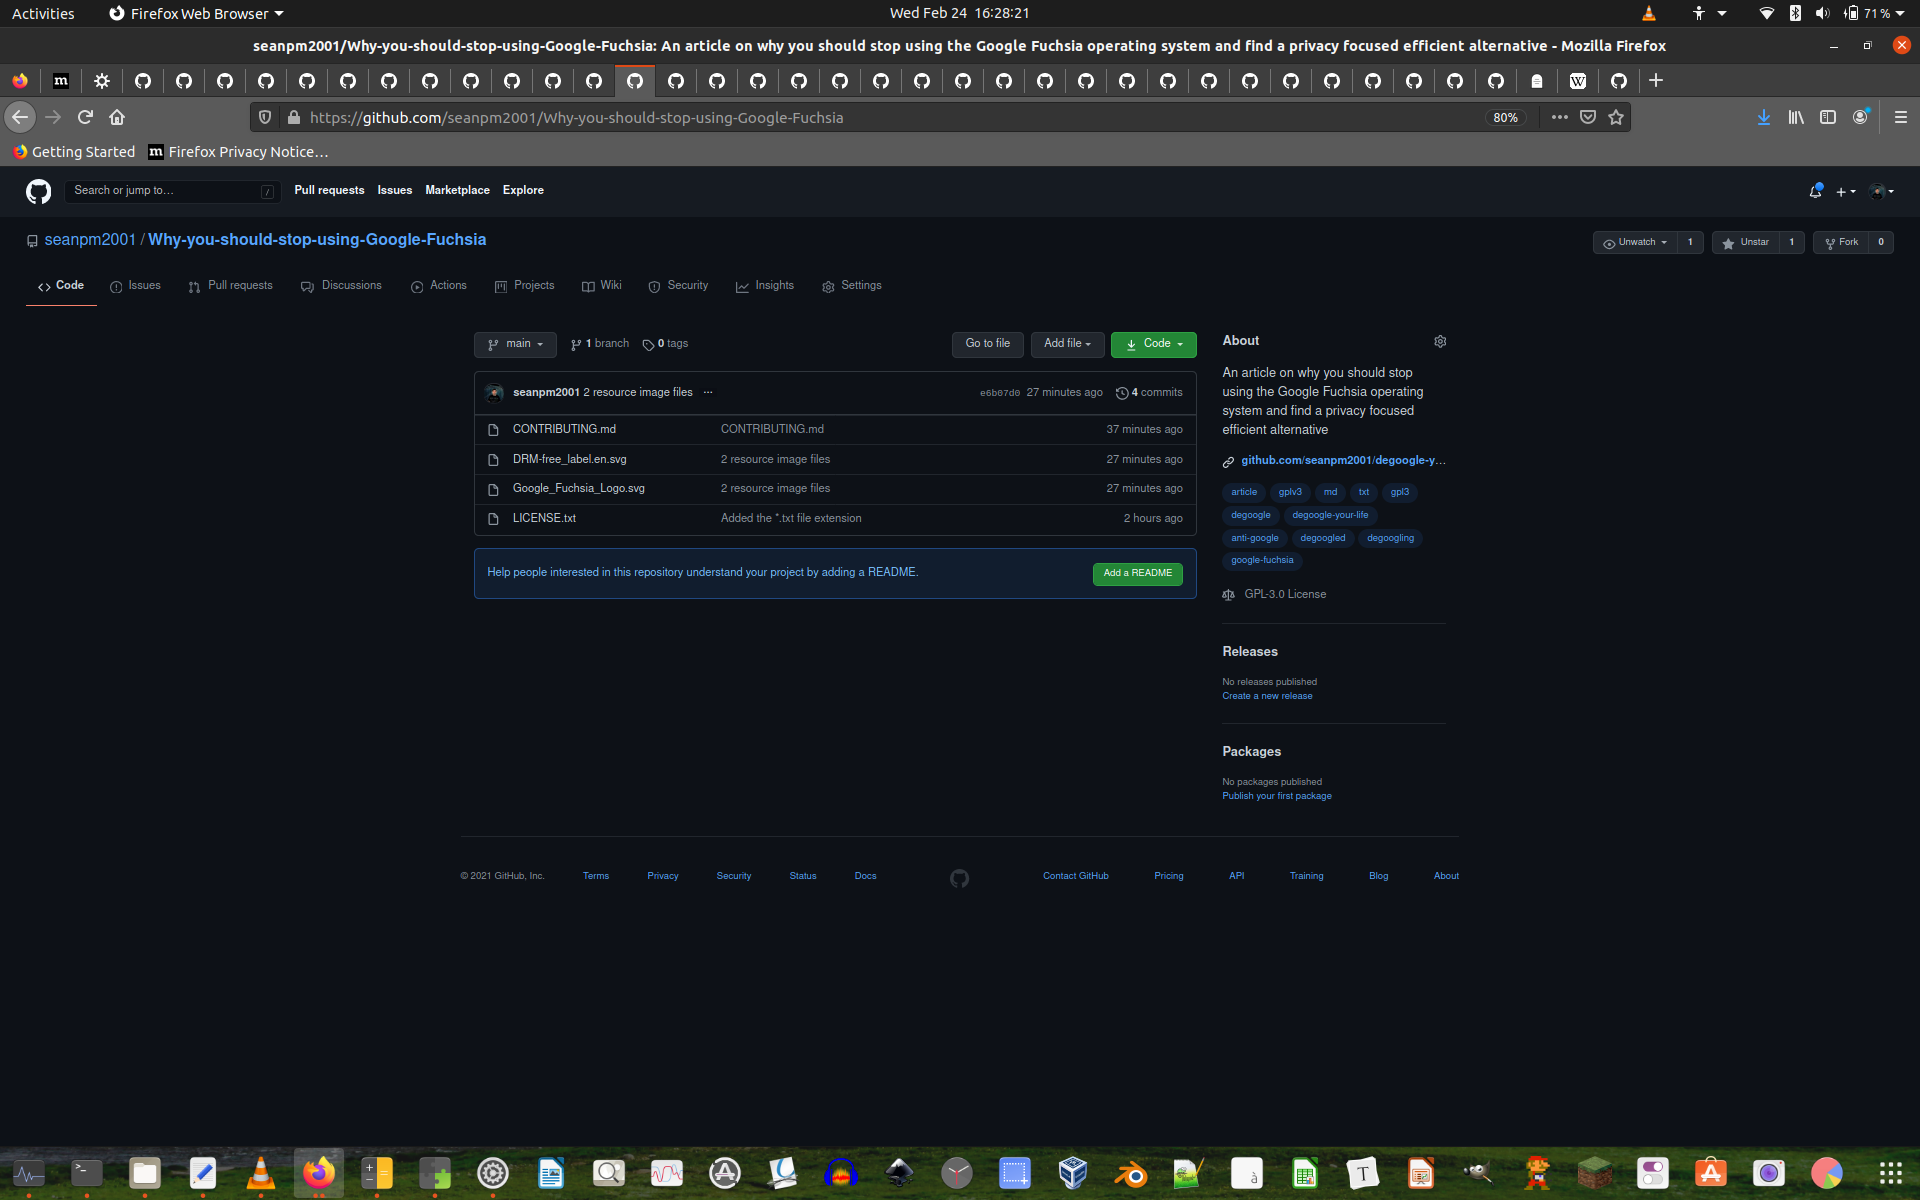 Activities Firefox Web Browser Wed Feb 24 16:28:21 71 %
seanpm2001/Why-you-should-stop-using-Google-Fuchsia: An article on why you should stop using the Google Fuchsia operating system and find a privacy focused efficient alternative - Mozilla Firefox
https://github.com/seanpm2001/Why-you-should-stop-using-Google-Fuchsia 80%
Getting Started Firefox Privacy Notice…
Search or jump to… / Pull requests Issues Marketplace Explore
seanpm2001 / Why-you-should-stop-using-Google-Fuchsia Unwatch 1 Unstar 1 Fork 0
Code Issues Pull requests Discussions Actions Projects Wiki Security Insights Settings
main 1 branch 0 tags Go to file Add file Code
seanpm2001 2 resource image files ... e6b07d0 27 minutes ago 4 commits
CONTRIBUTING.md CONTRIBUTING.md 37 minutes ago
DRM-free_label.en.svg 2 resource image files 27 minutes ago
Google_Fuchsia_Logo.svg 2 resource image files 27 minutes ago
LICENSE.txt Added the *.txt file extension 2 hours ago
Help people interested in this repository understand your project by adding a README. Add a README
About
An article on why you should stop
using the Google Fuchsia operating
system and find a privacy focused
efficient alternative
github.com/seanpm2001/degoogle-y…
article gplv3 md txt gpl3
degoogle degoogle-your-life
anti-google degoogled degoogling
google-fuchsia
GPL-3.0 License
Releases
No releases published
Create a new release
Packages
No packages published
Publish your first package
© 2021 GitHub, Inc. Terms Privacy Security Status Docs Contact GitHub Pricing API Training Blog About